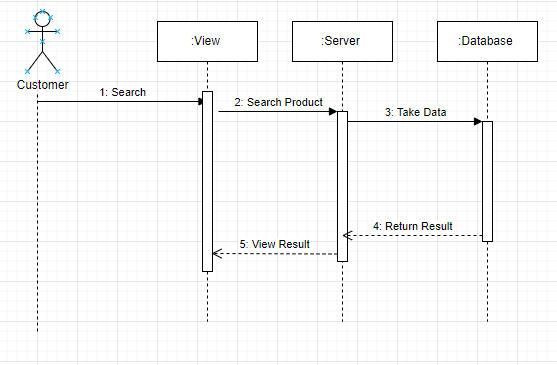 :View
:Server
:Database
Customer
1: Search
2: Search Product
3: Take Data
4: Return Result
5: View Result